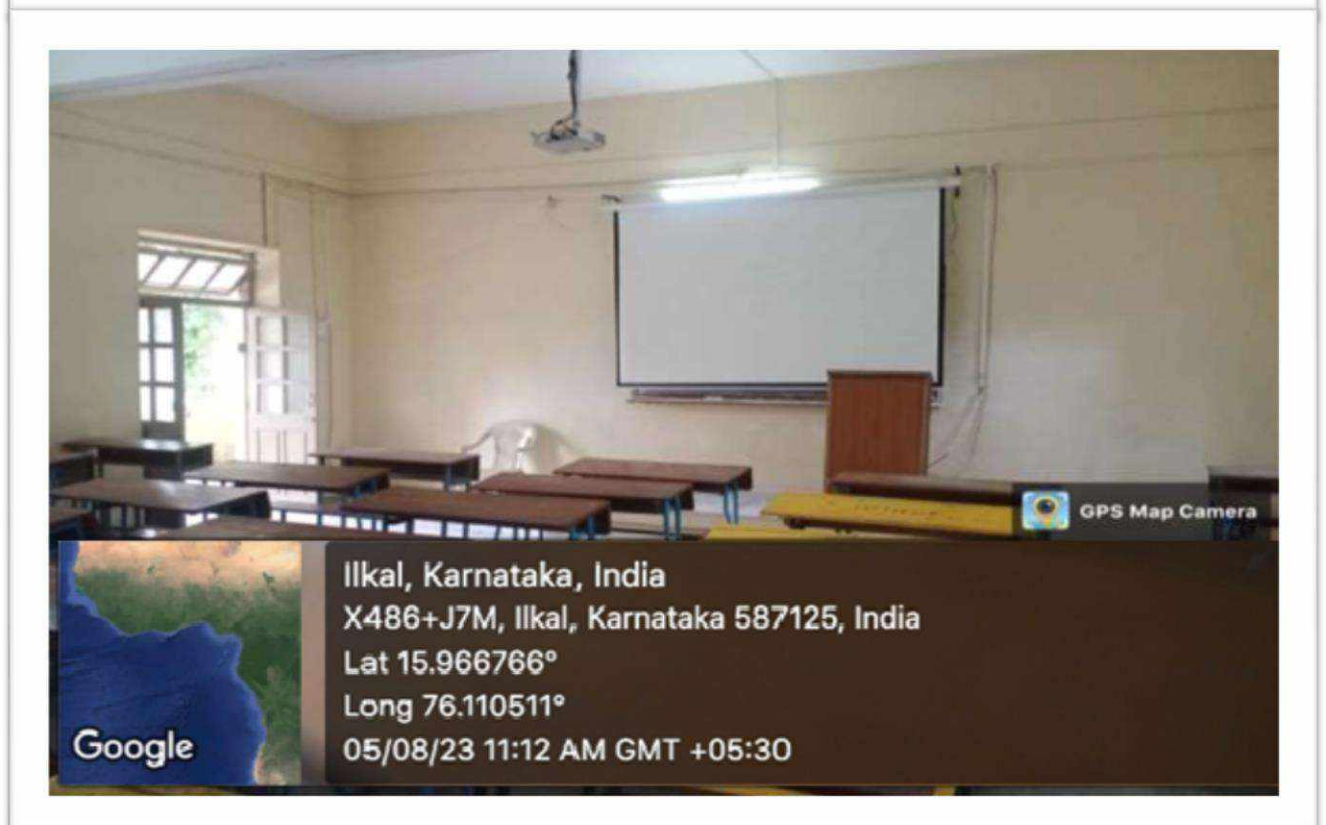 GPS Map Camera
Ilkal, Karnataka, India
X486+J7M, Ilkal, Karnataka 587125, India
Lat 15.966766°
Long 76.110511°
05/08/23 11:12 AM GMT +05:30
Google